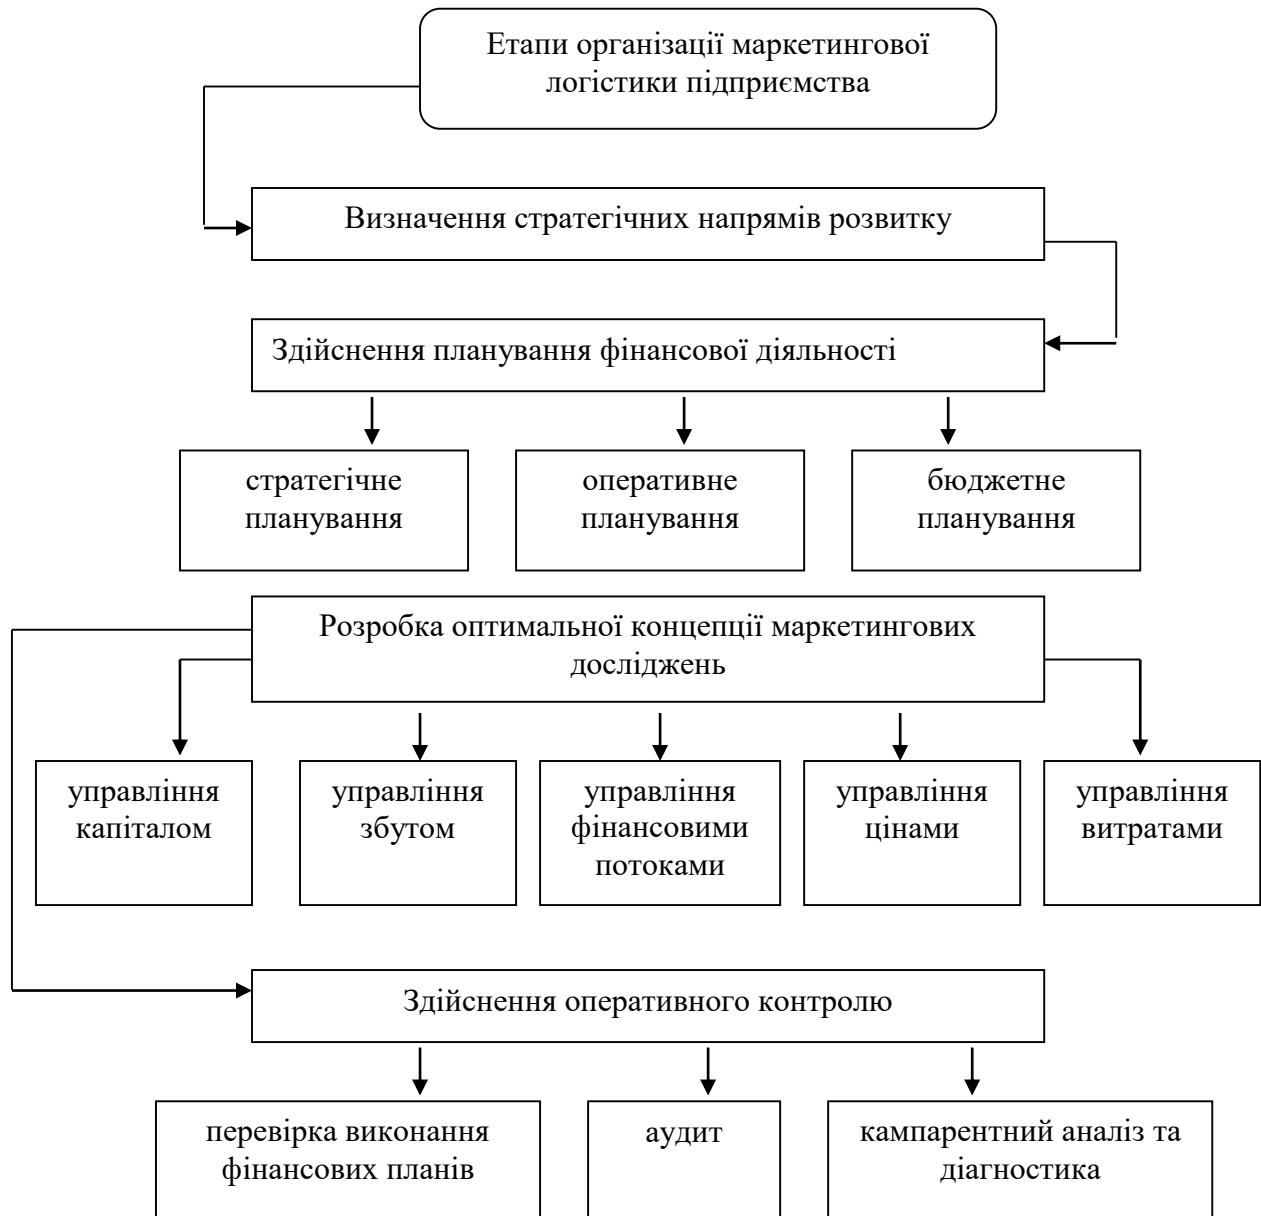 Етапи організації маркетингової
логістики підприємства
Визначення стратегічних напрямів розвитку
Здійснення планування фінансової діяльності
стратегічне
планування
оперативне
планування
бюджетне
планування
Розробка оптимальної концепції маркетингових
досліджень
управління
капіталом
управління
збутом
управління
фінансовими
потоками
управління
цінами
управління
витратами
Здійснення оперативного контролю
перевірка виконання
фінансових планів
аудит
кампарентний аналіз та
діагностика